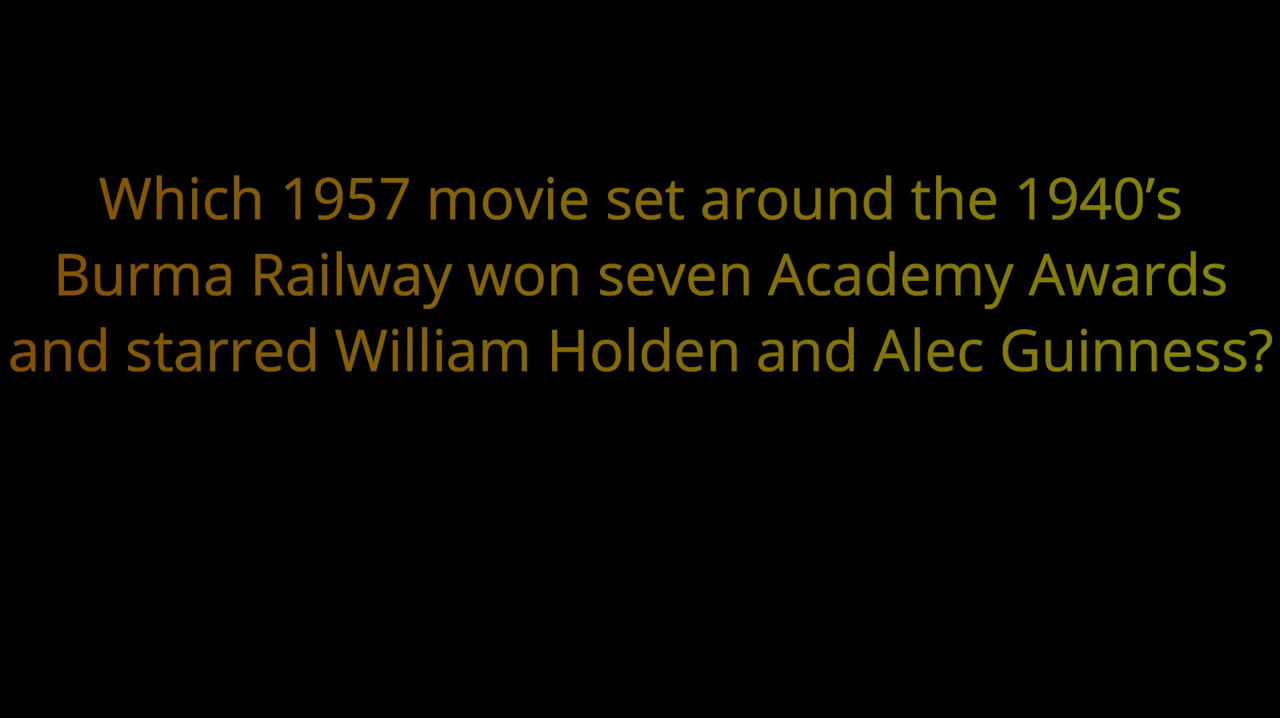 Which 1957 movie set around the 1940’s
Burma Railway won seven Academy Awards
and starred William Holden and Alec Guinness?